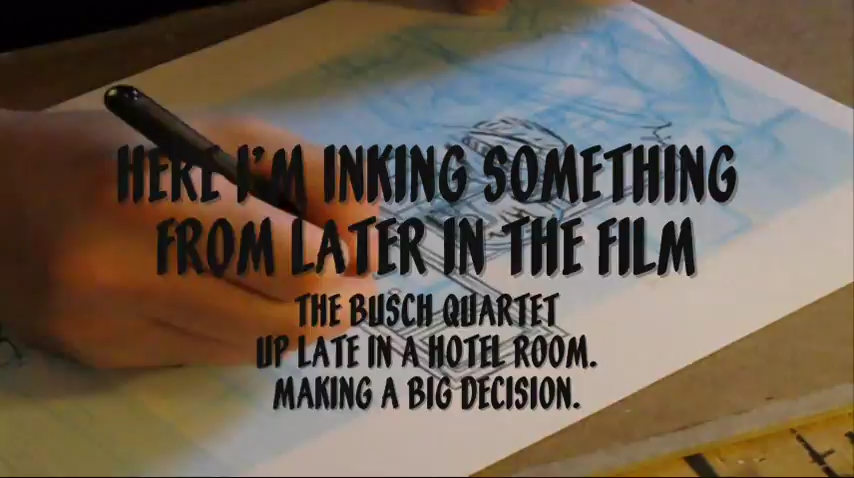 HERE I'M INKING SOMETHING
FROM LATER IN THE FILM
THE BUSCH QUARTET
UP LATE IN A HOTEL ROOM.
MAKING A BIG DECISION.